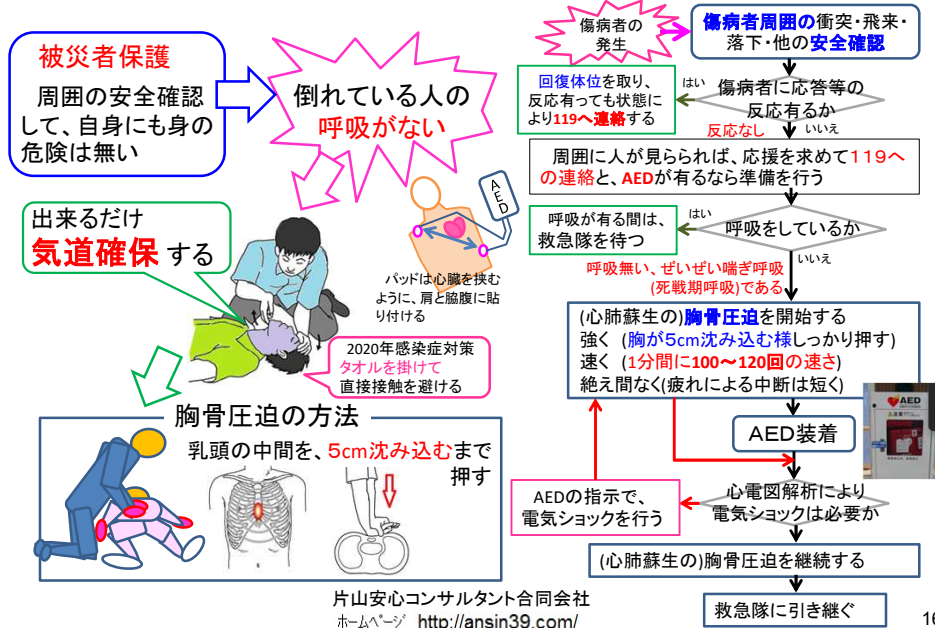 被災者保護
周囲の安全確認
して、自身にも身の
危険は無い
倒れている人の
呼吸がない
出来るだけ
気道確保 する
AED
パッドは心臓を挟む
ように、肩と脇腹に貼
り付ける
2020年感染症対策
タオルを掛けて
直接接触を避ける
胸骨圧迫の方法
乳頭の中間を、5cm沈み込むまで
押す
傷病者の
発生
傷病者周囲の衝突・飛来・
落下・他の安全確認
回復体位を取り、
反応有っても状態に
より119へ連絡する
はい
傷病者に応答等の
反応有るか
反応なし
いいえ
周囲に人が見らられば、応援を求めて119へ
の連絡と、AEDが有るなら準備を行う
呼吸が有る間は、
救急隊を待つ
はい
呼吸をしているか
いいえ
呼吸無い、ぜいぜい喘ぎ呼吸
(死戦期呼吸)である
(心肺蘇生の)胸骨圧迫を開始する
強く (胸が5cm沈み込む様しっかり押す)
速く (1分間に100～120回の速さ)
絶え間なく(疲れによる中断は短く)
AED装着
AED
AEDの指示で、
電気ショックを行う
心電図解析により
電気ショックは必要か
(心肺蘇生の)胸骨圧迫を継続する
救急隊に引き継ぐ
片山安心コンサルタント合同会社
ホームページ http://ansin39.com/
16